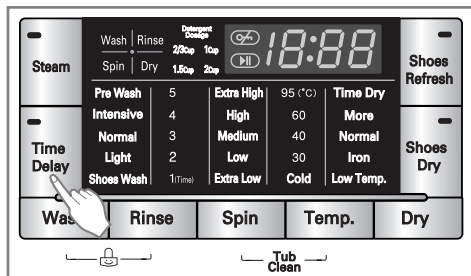 Wash Rinse
Spin Dry
Detergent
Dosage
2/3cup 1cup
1.5cup 2cup
18:88
Steam
Shoes
Refresh
Pre Wash 5 Extra High 95 (°C) Time Dry
Intensive 4 High 60 More
Normal 3 Medium 40 Normal
Light 2 Low 30 Iron
Shoes Wash 1(Time) Extra Low Cold Low Temp.
Time
Delay
Shoes
Dry
Rinse Spin Temp. Dry
Tub
Clean